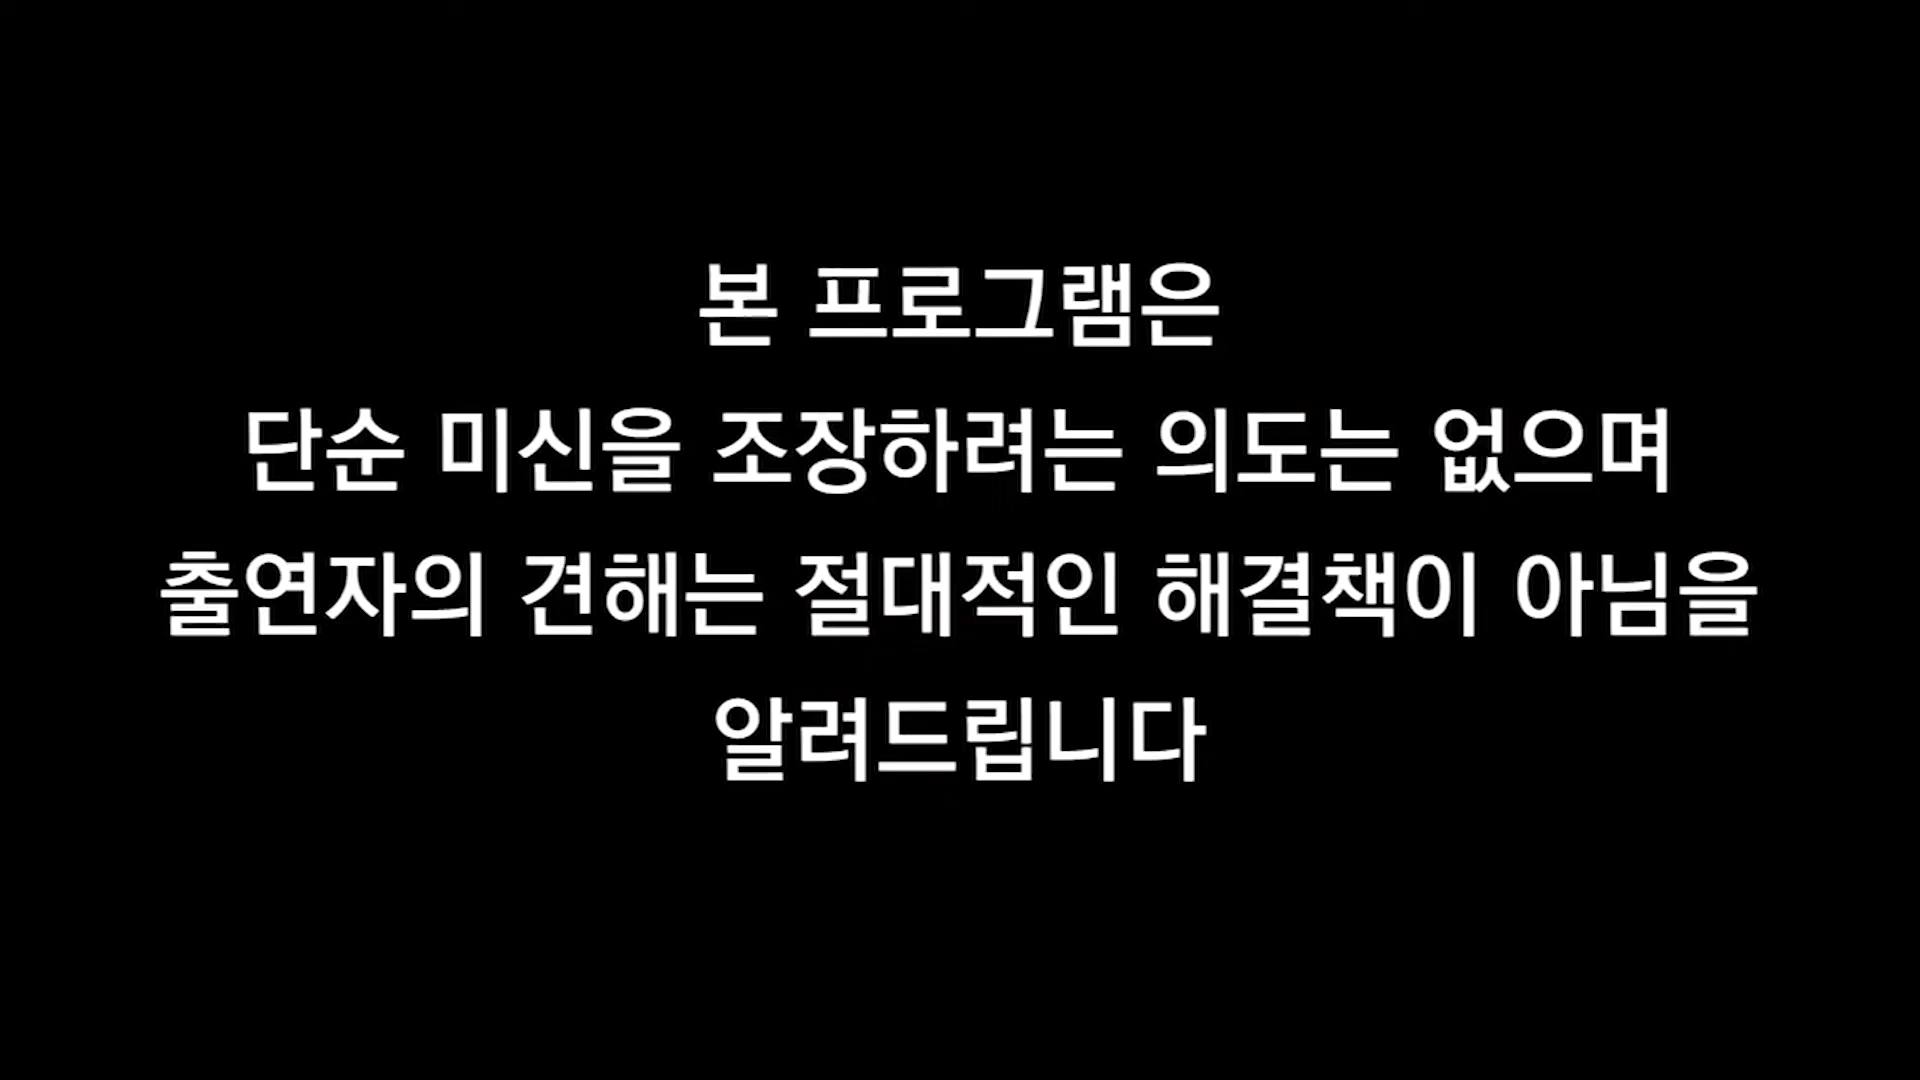 본 프로그램은
단순 미신을 조장하려는 의도는 없으며
출연자의 견해는 절대적인 해결책이 아님을
알려드립니다